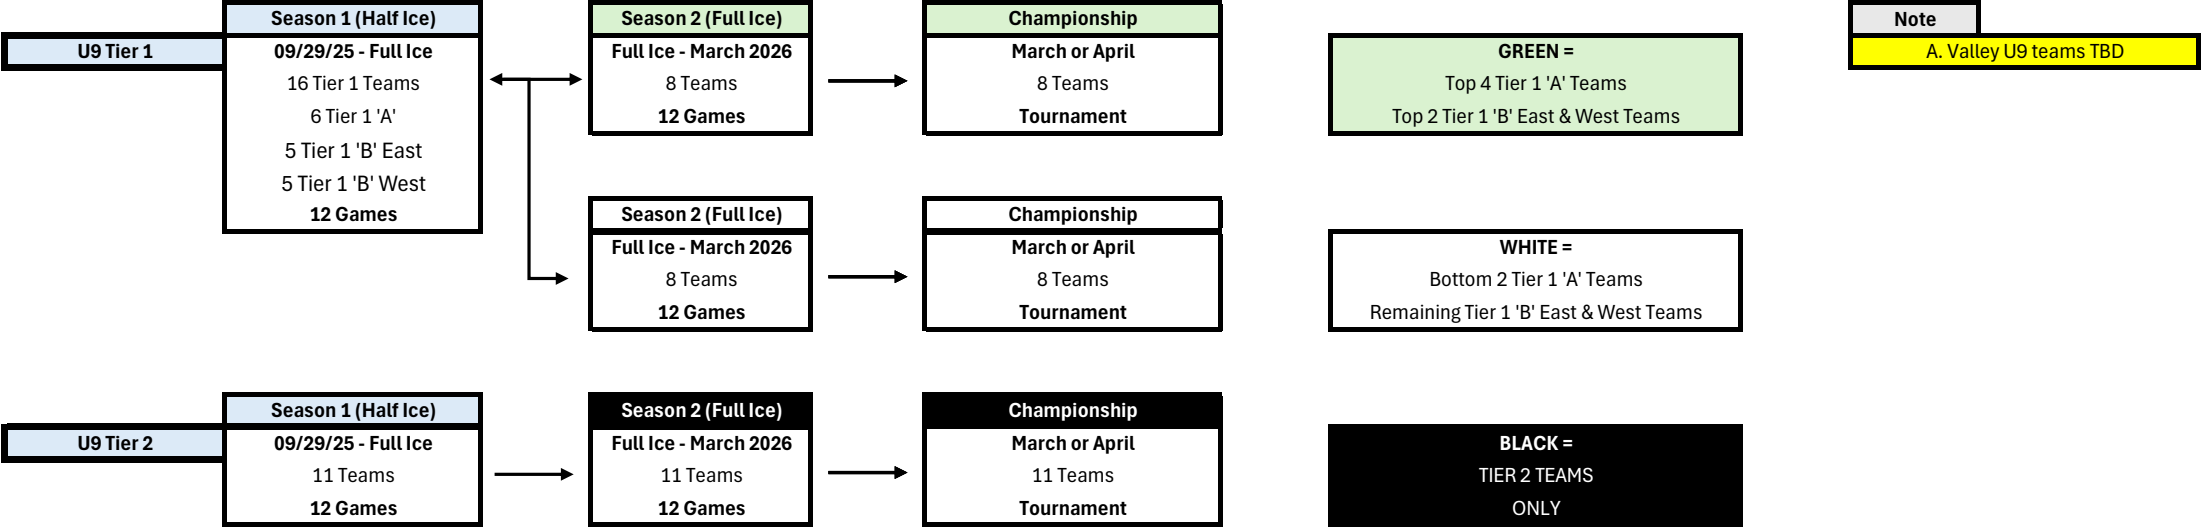 Season 1 (Half Ice)
U9 Tier 1
09/29/25 - Full Ice
16 Tier 1 Teams
6 Tier 1 'A'
5 Tier 1 'B' East
5 Tier 1 'B' West
12 Games
Season 2 (Full Ice)
Full Ice - March 2026
8 Teams
12 Games
Championship
March or April
8 Teams
Tournament
GREEN =
Top 4 Tier 1 'A' Teams
Top 2 Tier 1 'B' East & West Teams
Note
A. Valley U9 teams TBD
Season 2 (Full Ice)
Full Ice - March 2026
8 Teams
12 Games
Championship
March or April
8 Teams
Tournament
WHITE =
Bottom 2 Tier 1 'A' Teams
Remaining Tier 1 'B' East & West Teams
Season 1 (Half Ice)
U9 Tier 2
09/29/25 - Full Ice
11 Teams
12 Games
Season 2 (Full Ice)
Full Ice - March 2026
11 Teams
12 Games
Championship
March or April
11 Teams
Tournament
BLACK =
TIER 2 TEAMS
ONLY